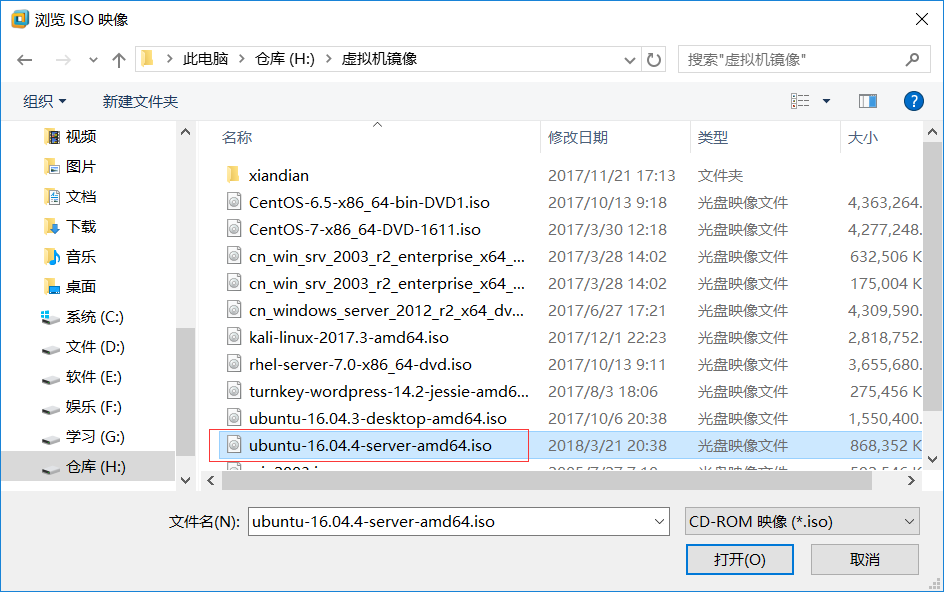 浏览 ISO 映像
此电脑 仓库 (H:) 虚拟机镜像
搜索"虚拟机镜像"
组织 新建文件夹
视频
图片
文档
下载
音乐
桌面
系统 (C:)
文件 (D:)
软件 (E:)
娱乐 (F:)
学习 (G:)
仓库 (H:)
名称 修改日期 类型 大小
xiandian 2017/11/21 17:13 文件夹
CentOS-6.5-x86_64-bin-DVD1.iso 2017/10/13 9:18 光盘映像文件 4,363,264.
CentOS-7-x86_64-DVD-1611.iso 2017/3/30 12:18 光盘映像文件 4,277,248.
cn_win_srv_2003_r2_enterprise_x64_... 2017/3/28 14:02 光盘映像文件 632,506 K
cn_win_srv_2003_r2_enterprise_x64_... 2017/3/28 14:02 光盘映像文件 175,004 K
cn_windows_server_2012_r2_x64_dv... 2017/6/27 17:21 光盘映像文件 4,309,590.
kali-linux-2017.3-amd64.iso 2017/12/1 22:23 光盘映像文件 2,818,752.
rhel-server-7.0-x86_64-dvd.iso 2017/10/13 9:11 光盘映像文件 3,655,680.
turnkey-wordpress-14.2-jessie-amd6... 2017/8/3 18:06 光盘映像文件 275,456 K
ubuntu-16.04.3-desktop-amd64.iso 2017/10/6 20:38 光盘映像文件 1,550,400.
ubuntu-16.04.4-server-amd64.iso 2018/3/21 20:38 光盘映像文件 868,352 K
文件名(N): ubuntu-16.04.4-server-amd64.iso CD-ROM 映像 (*.iso)
打开(O) 取消